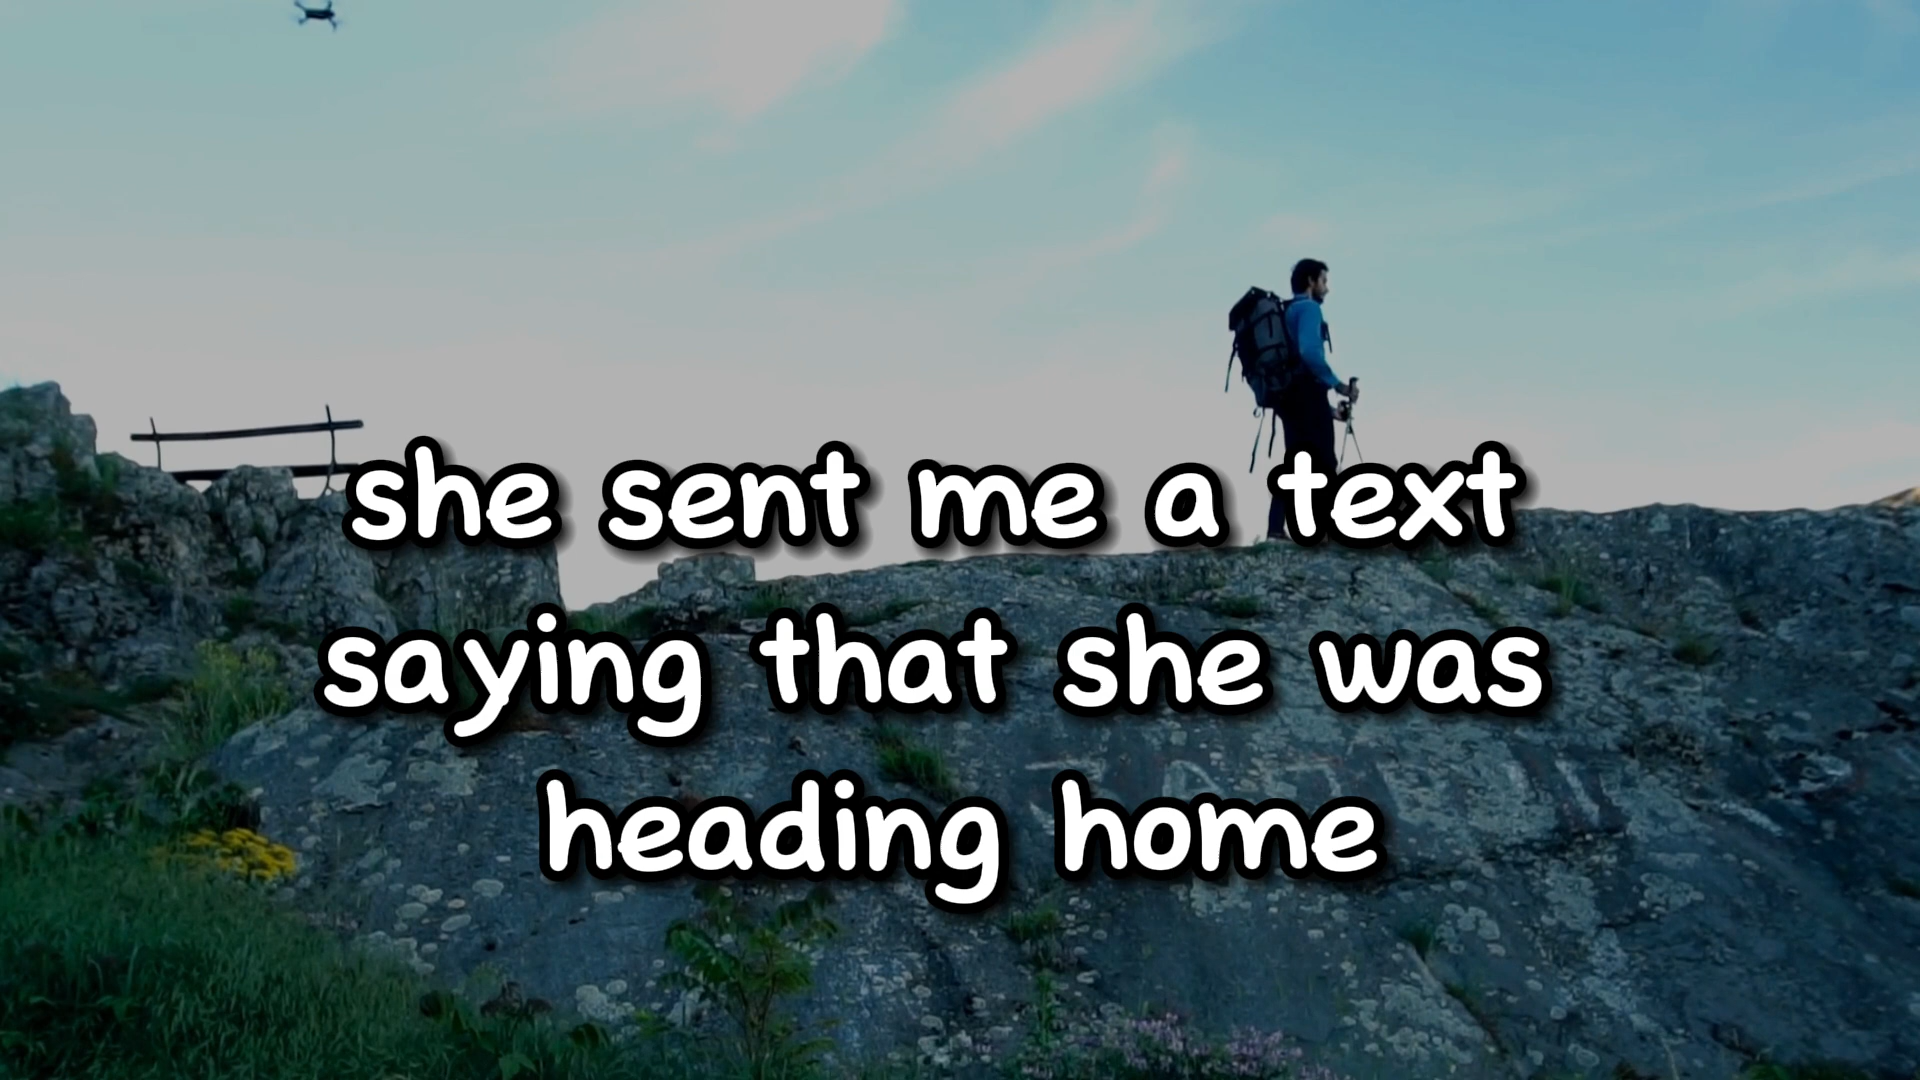 she sent me a text
saying that she was
heading home